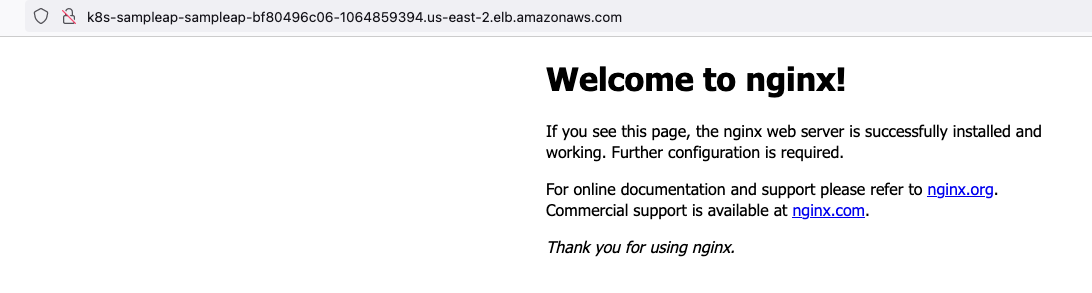 k8s-sampleap-sampleap-bf80496c06-1064859394.us-east-2.elb.amazonaws.com
Welcome to nginx!
If you see this page, the nginx web server is successfully installed and
working. Further configuration is required.
For online documentation and support please refer to nginx.org.
Commercial support is available at nginx.com.
Thank you for using nginx.